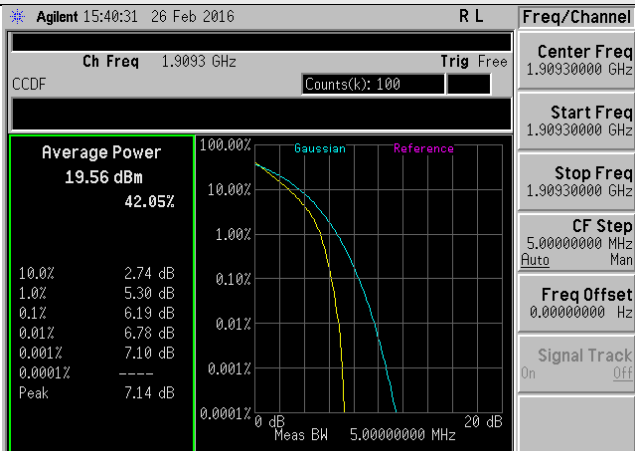 Agilent 15:40:31 26 Feb 2016 R L
Freq/Channel
Ch Freq 1.9093 GHz Trig Free
CCDF Counts(k): 100
Average Power
19.56 dBm
42.05%
10.0% 2.74 dB
1.0% 5.30 dB
0.1% 6.19 dB
0.01% 6.78 dB
0.001% 7.10 dB
0.0001% ----
Peak 7.14 dB
Gaussian Reference
100.00%
10.00%
1.00%
0.10%
0.01%
0.001%
0.0001%
0 dB 20 dB
Meas BW 5.00000000 MHz
Center Freq
1.90930000 GHz
Start Freq
1.90930000 GHz
Stop Freq
1.90930000 GHz
CF Step
5.00000000 MHz
Auto Man
Freq Offset
0.00000000 Hz
Signal Track
On Off